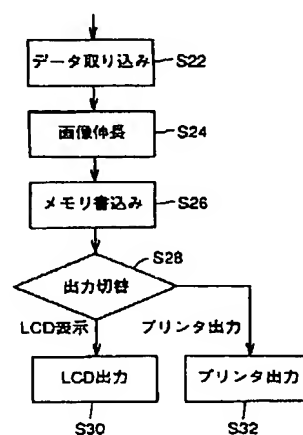 データ取り込み S22
画像伸長 S24
メモリ書込み S26
S28
出力切替
LCD表示 プリンタ出力
LCD出力 プリンタ出力
S30 S32